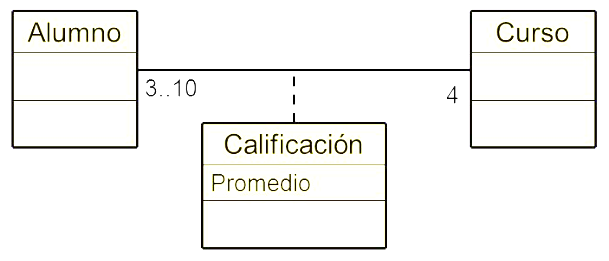 Alumno
Curso
3..10
4
Calificación
Promedio